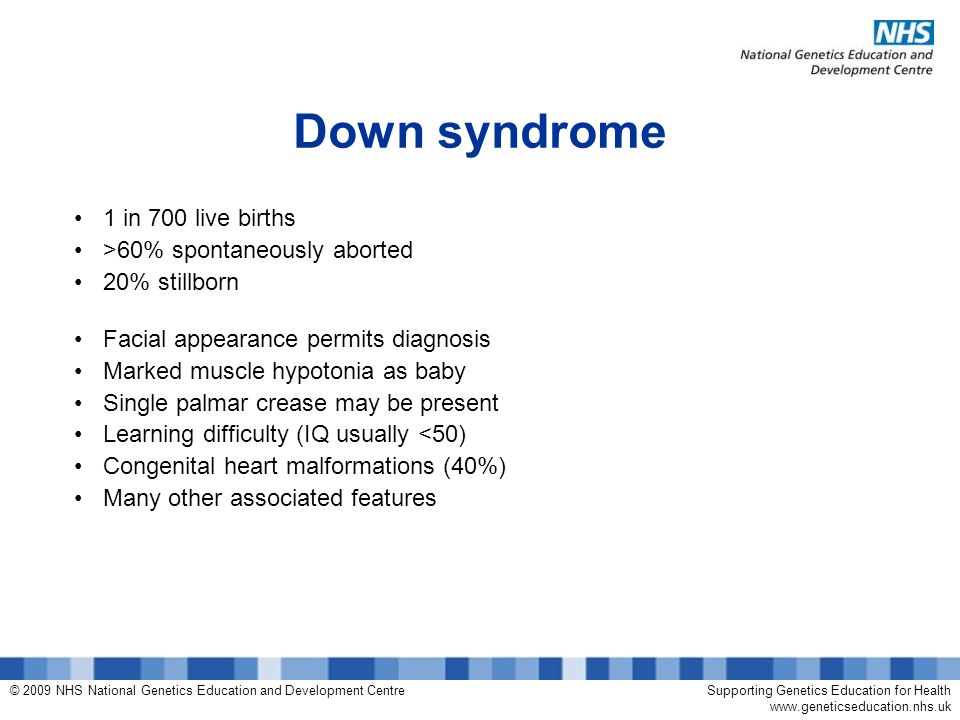 NHS
National Genetics Education and
Development Centre
Down syndrome
• 1 in 700 live births
• >60% spontaneously aborted
• 20% stillborn
• Facial appearance permits diagnosis
• Marked muscle hypotonia as baby
• Single palmar crease may be present
• Learning difficulty (IQ usually <50)
• Congenital heart malformations (40%)
• Many other associated features
© 2009 NHS National Genetics Education and Development Centre
Supporting Genetics Education for Health
www.geneticseducation.nhs.uk